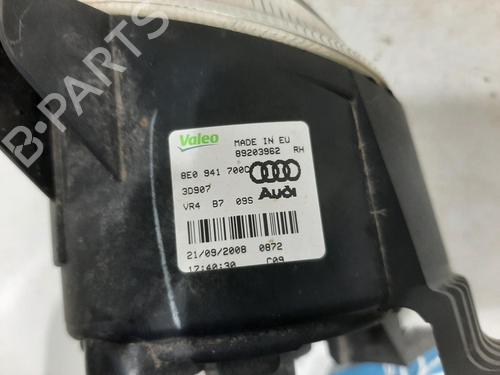 Valeo
MADE IN EU
89203962 RH
8E0 941 700C
3D907
Audi
VR4 B7 09S
21/09/2008 0872
17:40:30 C09
B-PARTS